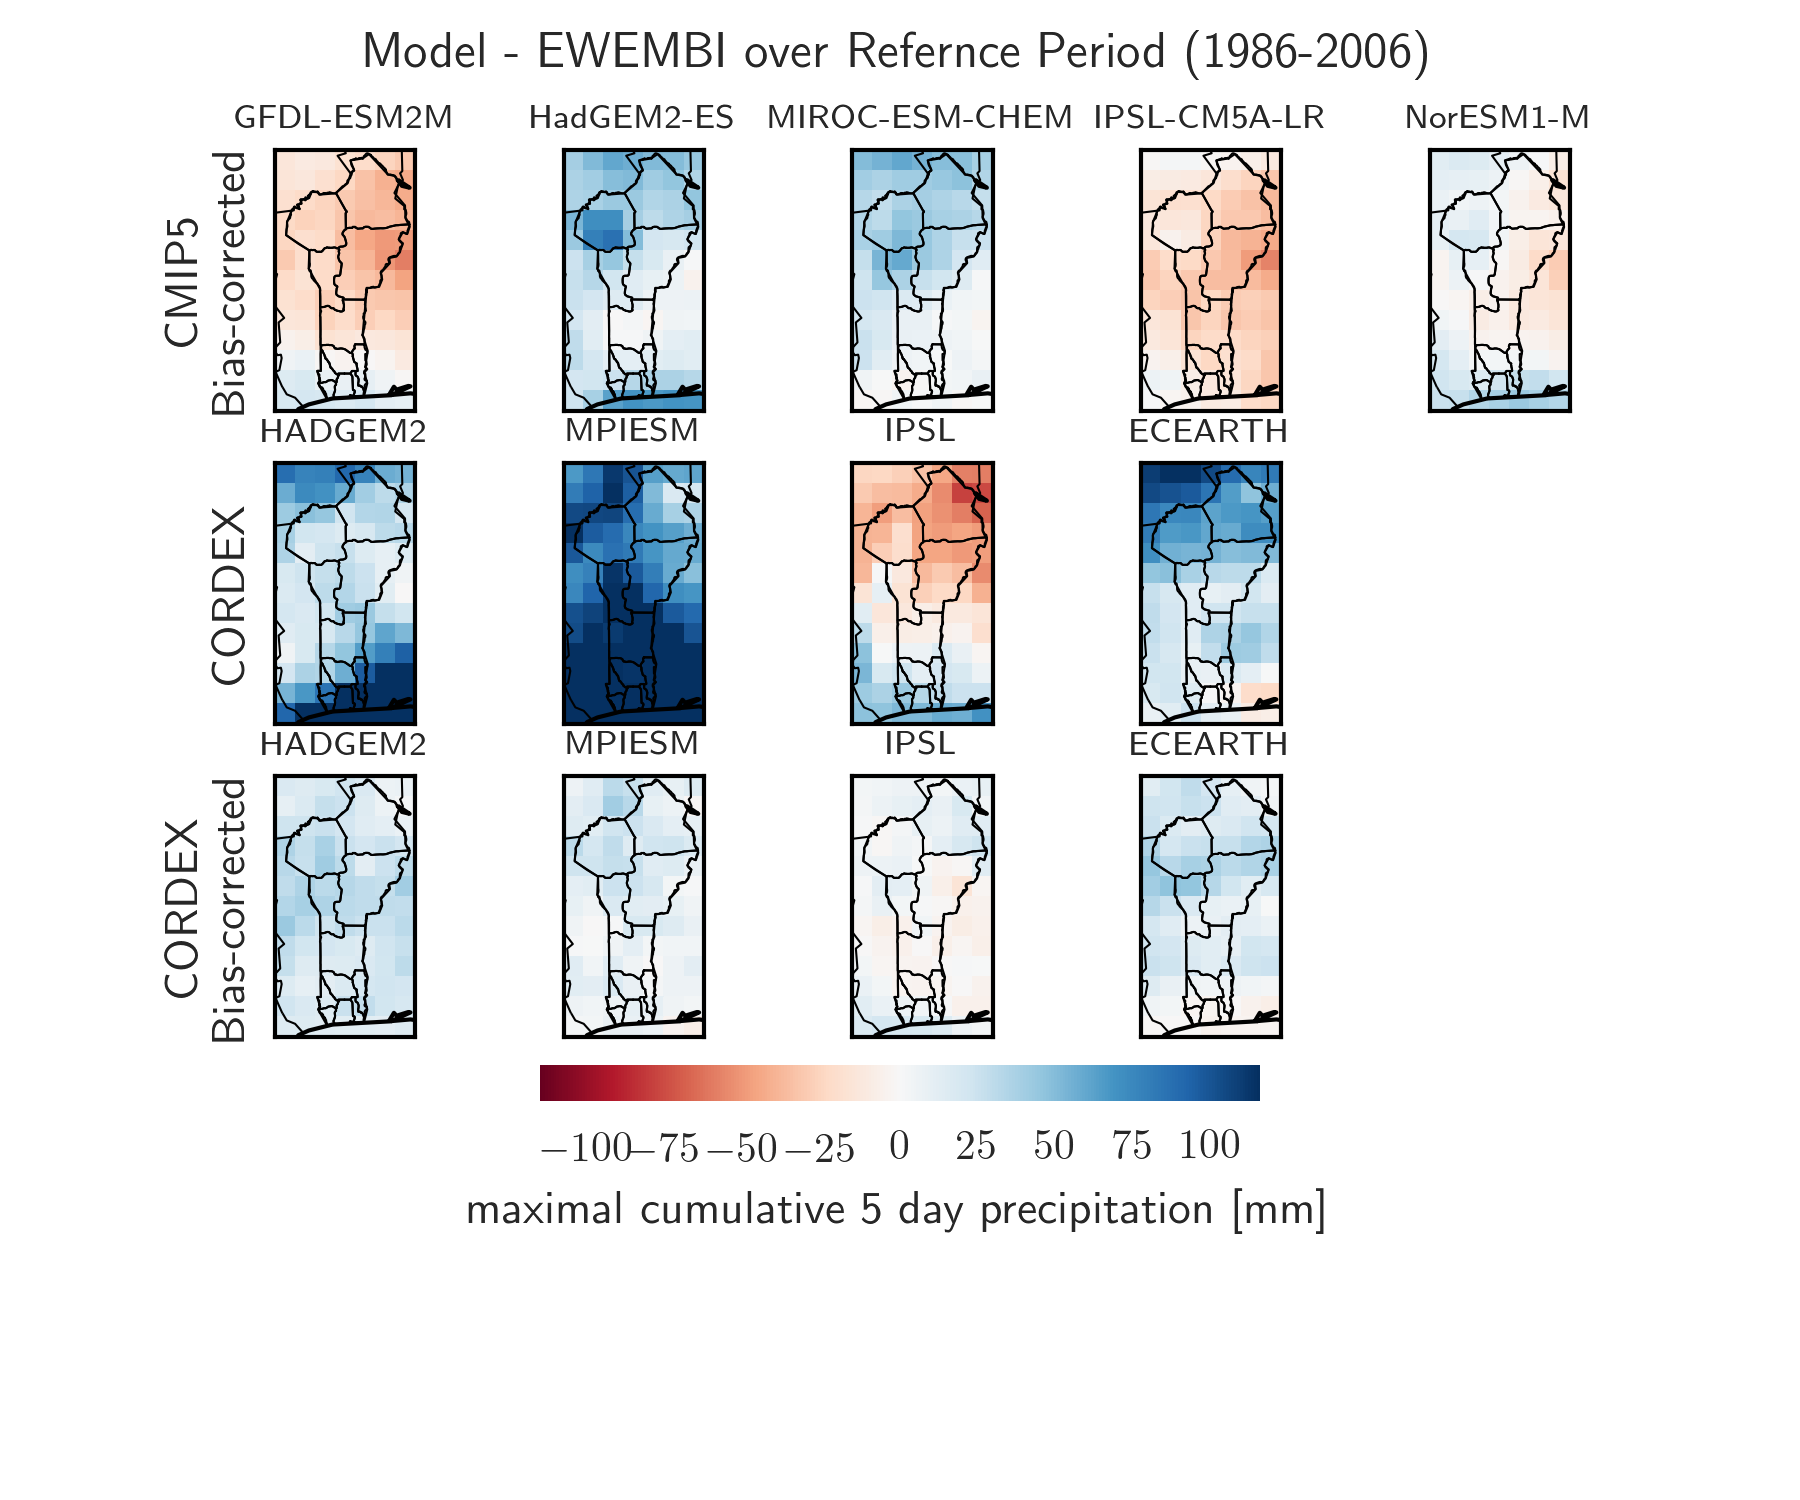 Model - EWEMBI over Refernce Period (1986-2006)
GFDL-ESM2M HadGEM2-ES MIROC-ESM-CHEM IPSL-CM5A-LR NorESM1-M
CMIP5
Bias-corrected
HADGEM2 MPIESM IPSL ECEARTH
CORDEX
HADGEM2 MPIESM IPSL ECEARTH
CORDEX
Bias-corrected
−100 −75 −50 −25 0 25 50 75 100
maximal cumulative 5 day precipitation [mm]